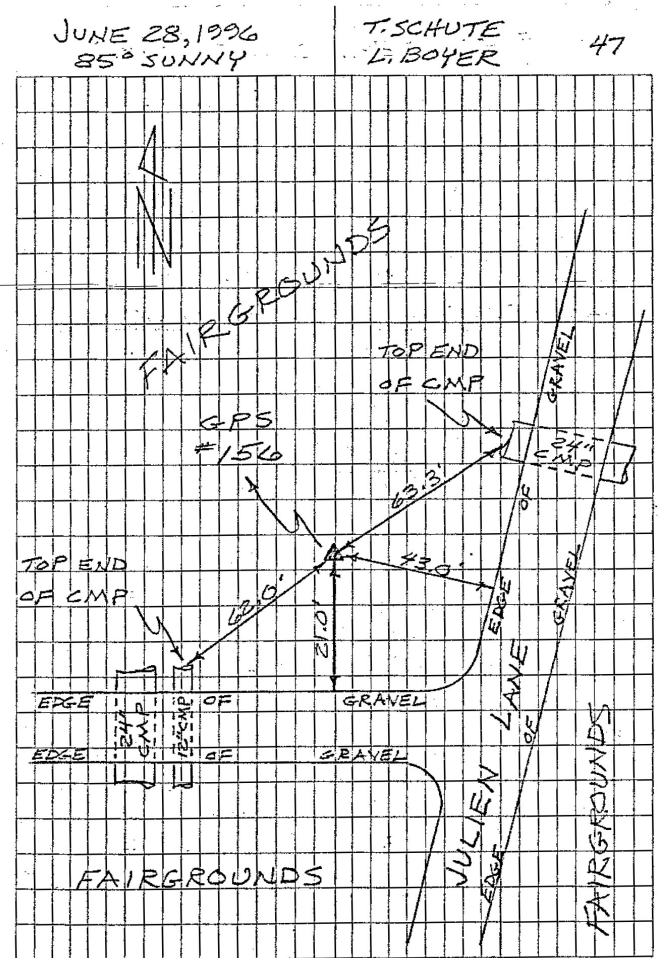 JUNE 28, 1996
85° SUNNY
T. SCHUTE
L. BOYER
47
N
FAIRGROUNDS
TOP END
OF CMP
GRAVEL
GPS
#156
24"
CMP
63.3'
OF
TOP END
OF CMP
62.0'
43.0'
21.0'
EDGE
GRAVEL
EDGE OF GRAVEL
24"
CMP
12" CMP
EDGE OF GRAVEL
JULIEN LANE
OF
EDGE
FAIRGROUNDS
FAIRGROUNDS